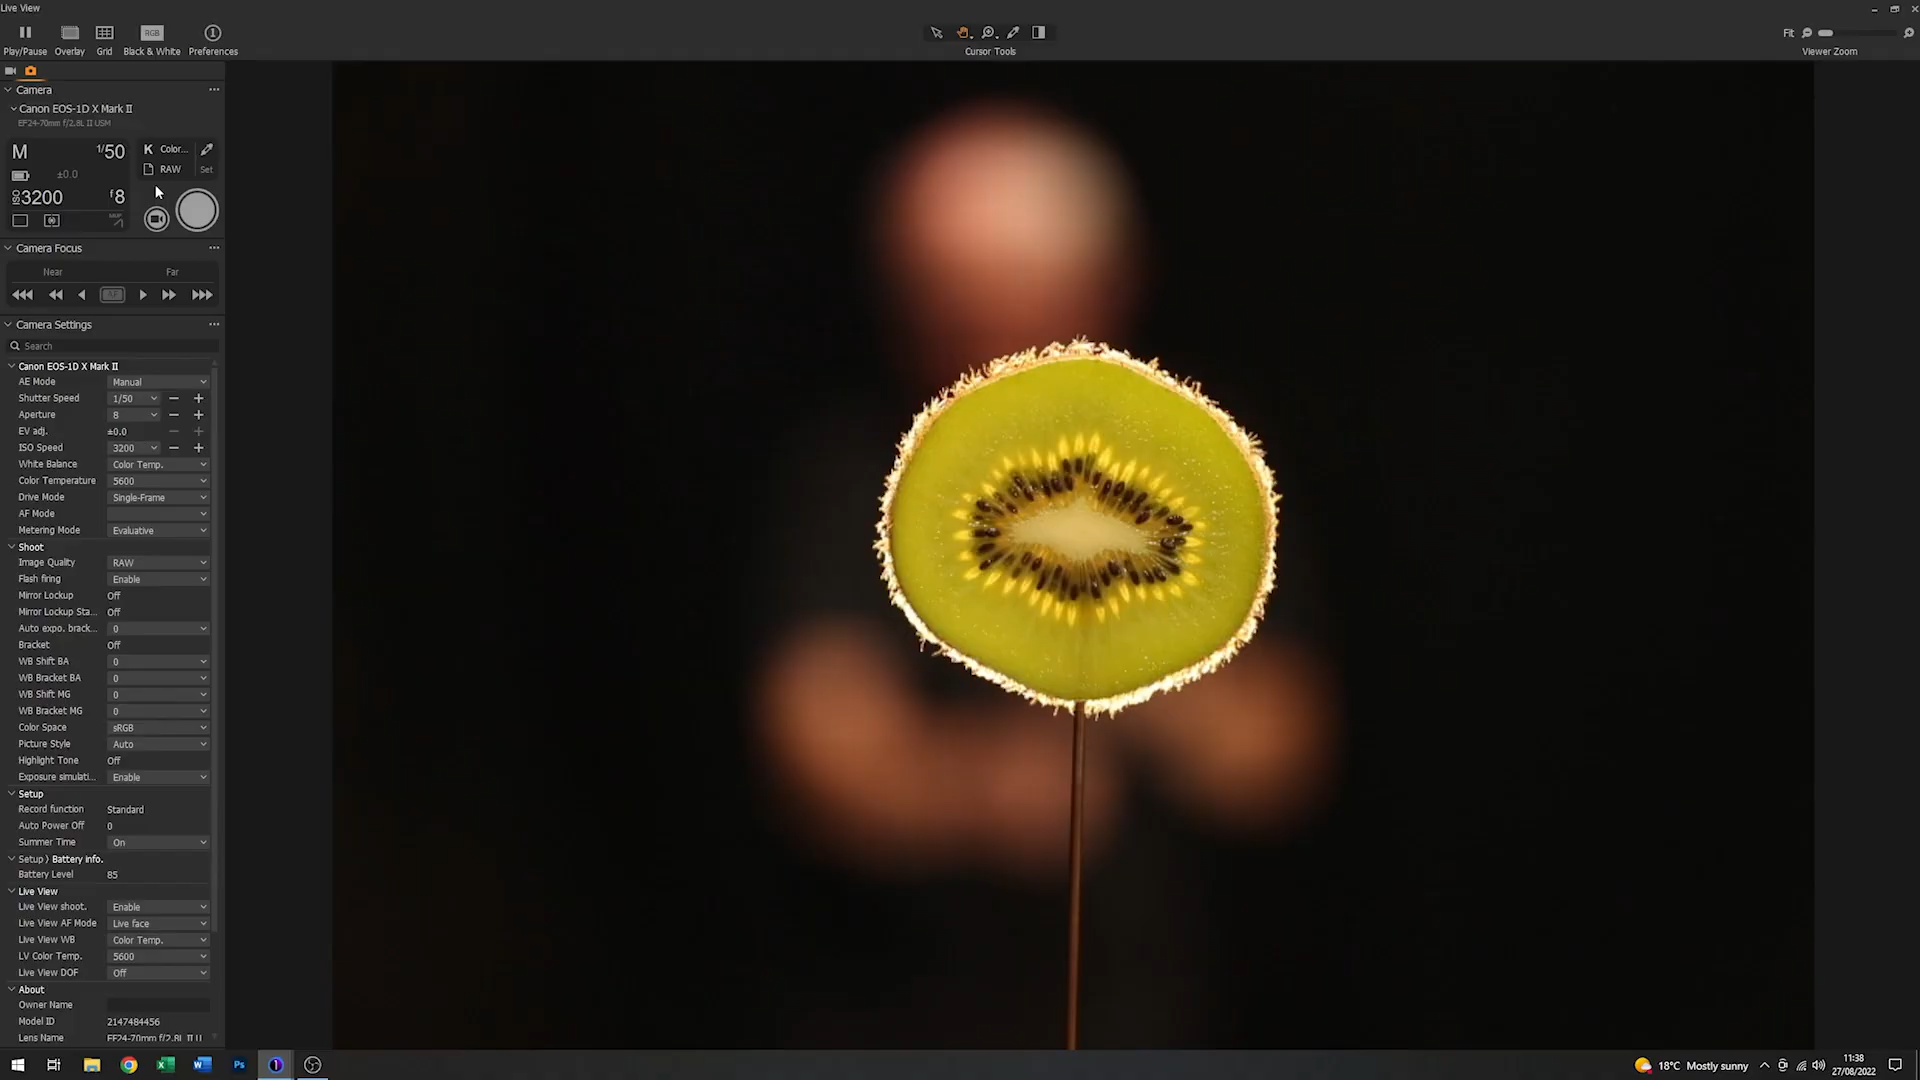 Live View
Play/Pause Overlay Grid Black & White Preferences
RGB
Cursor Tools
Fit
Viewer Zoom
Camera
Canon EOS-1D X Mark II
EF24-70mm f/2.8L II USM
M 1/50 K Color...
±0.0 RAW Set
ISO 3200 f8
Camera Focus
Near Far
AF
Camera Settings
Search
Canon EOS-1D X Mark II
AE Mode Manual
Shutter Speed 1/50
Aperture 8
EV adj. ±0.0
ISO Speed 3200
White Balance Color Temp.
Color Temperature 5600
Drive Mode Single-Frame
AF Mode
Metering Mode Evaluative
Shoot
Image Quality RAW
Flash firing Enable
Mirror Lockup Off
Mirror Lockup Sta... Off
Auto expo. brack... 0
Bracket Off
WB Shift BA 0
WB Bracket BA 0
WB Shift MG 0
WB Bracket MG 0
Color Space sRGB
Picture Style Auto
Highlight Tone Off
Exposure simulati... Enable
Setup
Record function Standard
Auto Power Off 0
Summer Time On
Setup ⟩ Battery info.
Battery Level 85
Live View
Live View shoot. Enable
Live View AF Mode Live face
Live View WB Color Temp.
LV Color Temp. 5600
Live View DOF Off
About
Owner Name
Model ID 2147484456
Lens Name EF24-70mm f/2.8L II U
Ps
18°C Mostly sunny
11:38
27/08/2022